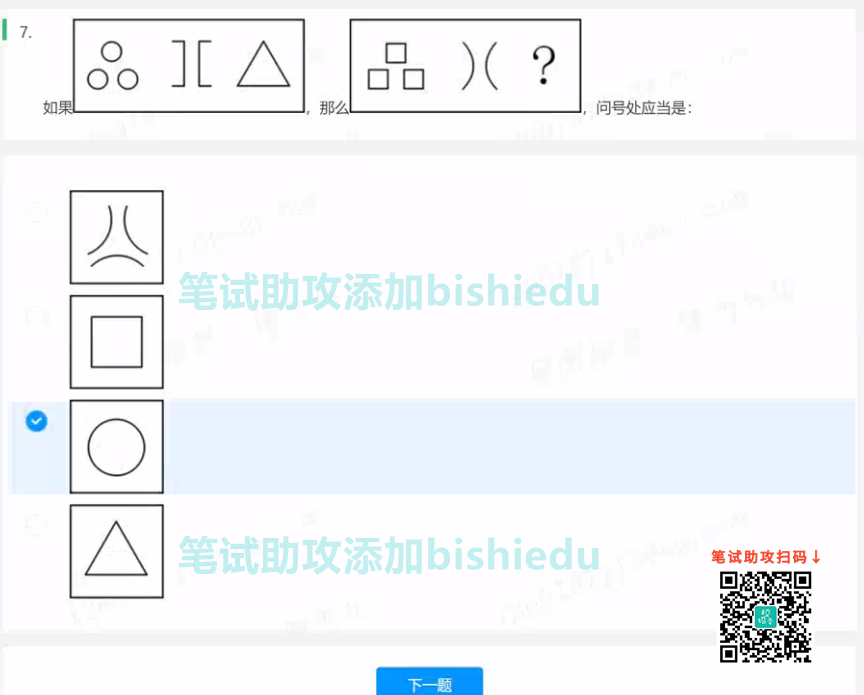 7.
如果 ，那么 ？ ，问号处应当是：
笔试助攻添加bishiedu
笔试助攻添加bishiedu
笔试助攻扫码↓
下一题